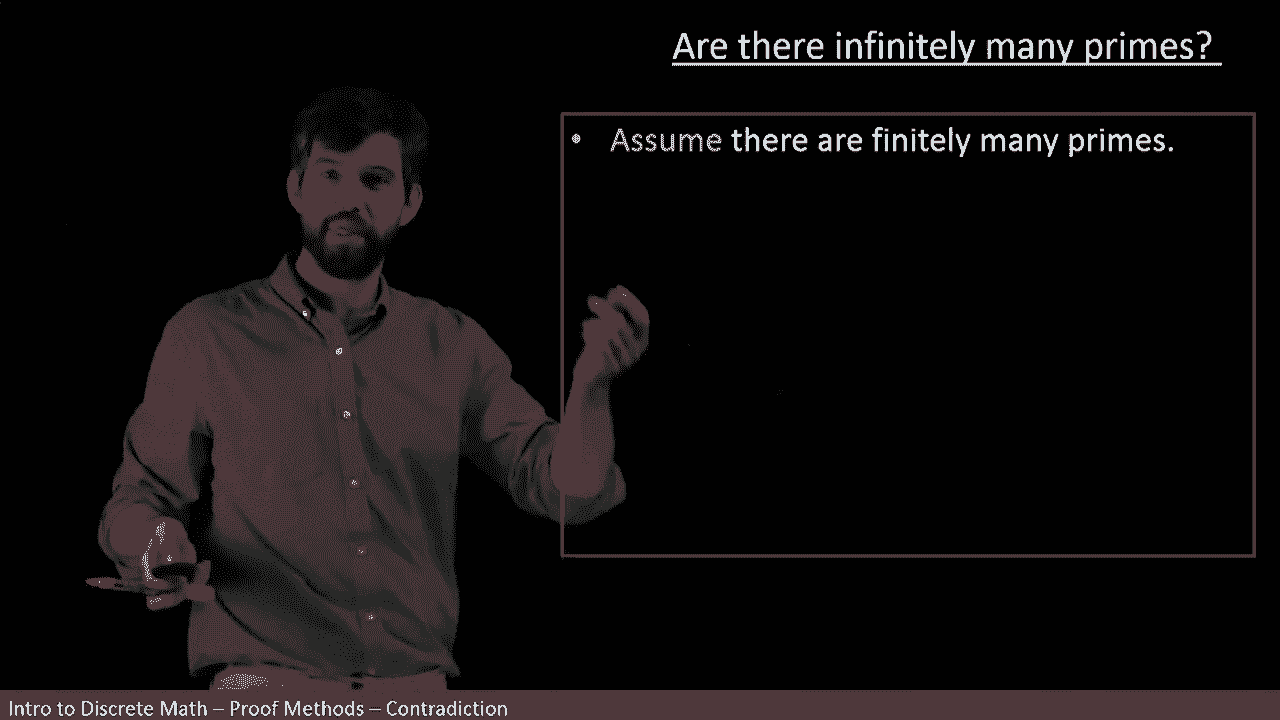 Are there infinitely many primes?
• Assume there are finitely many primes.
Intro to Discrete Math – Proof Methods – Contradiction